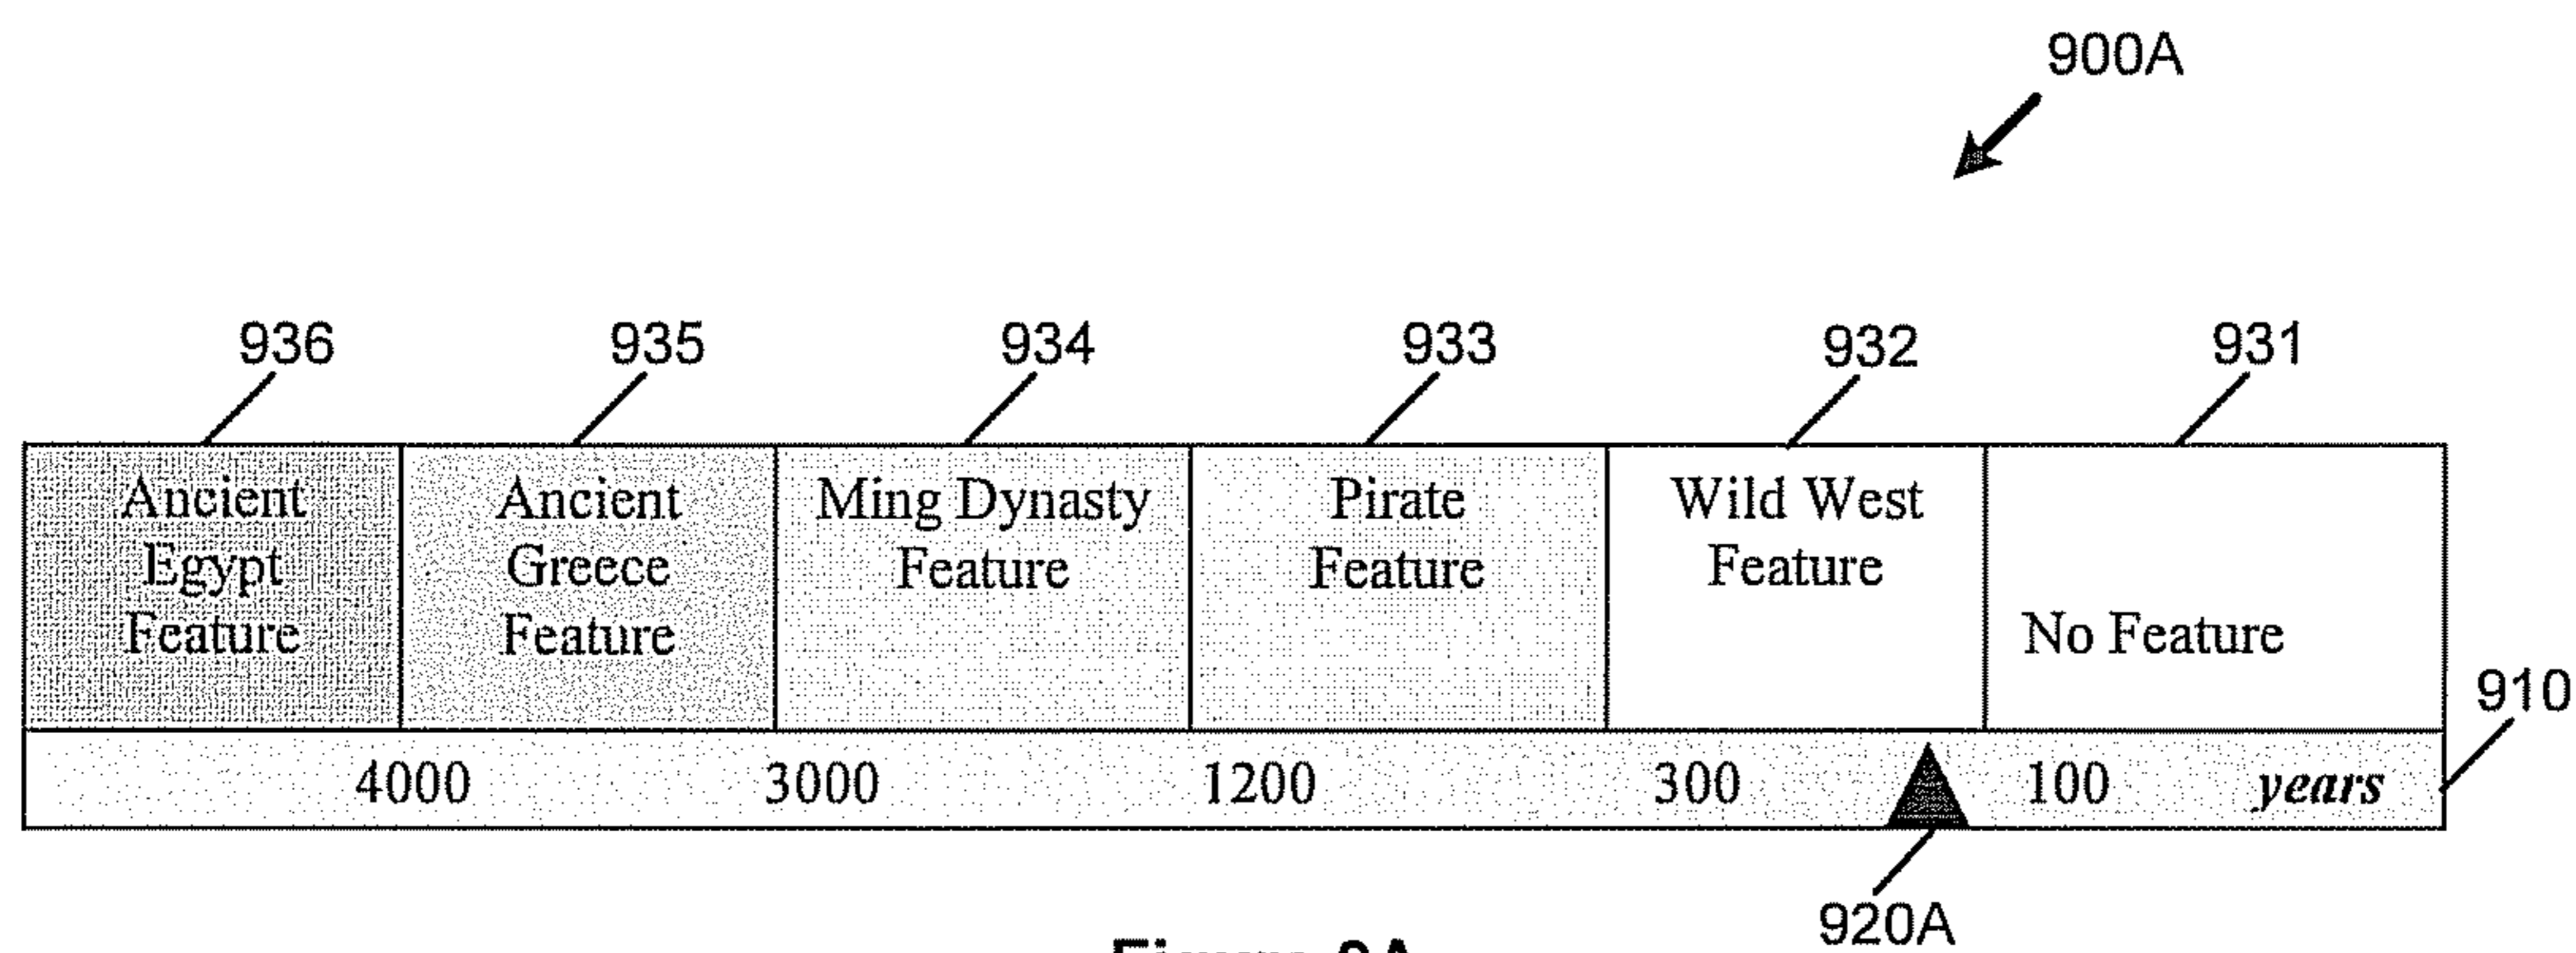 900A
936 935 934 933 932 931
Ancient Egypt Feature
Ancient Greece Feature
Ming Dynasty Feature
Pirate Feature
Wild West Feature
No Feature
910
4000 3000 1200 300 100 years
920A